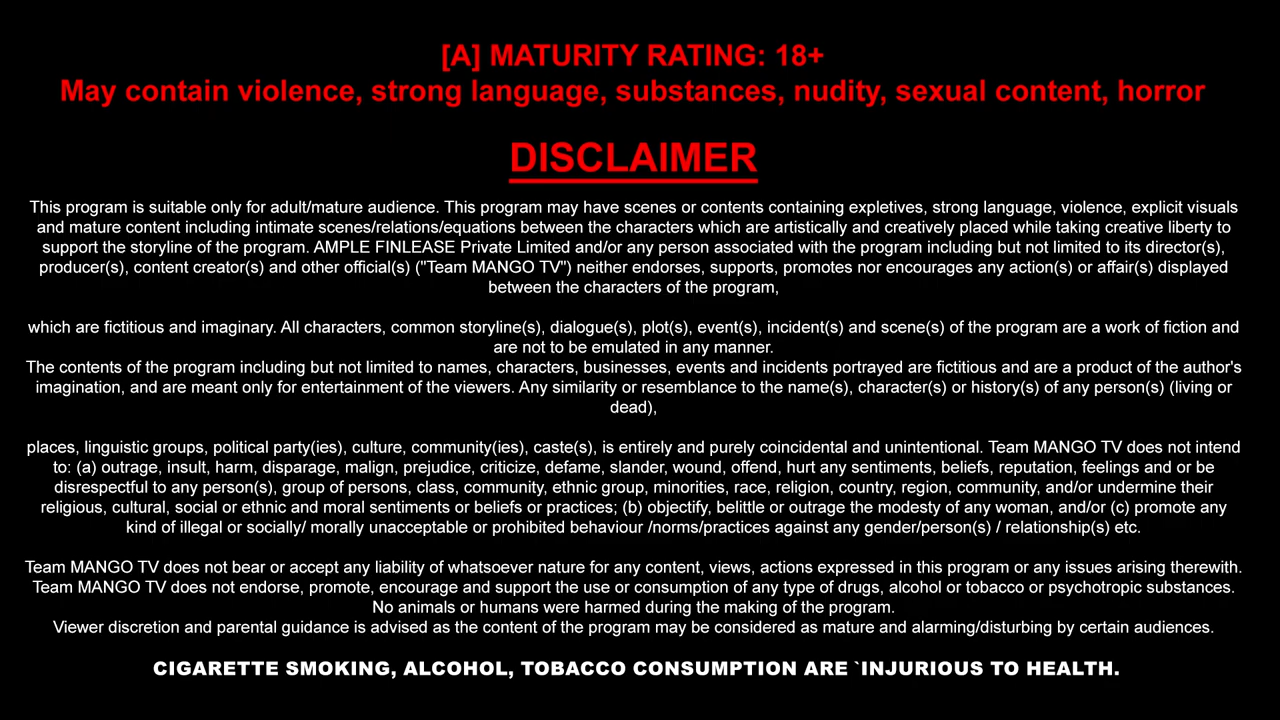 [A] MATURITY RATING: 18+
May contain violence, strong language, substances, nudity, sexual content, horror
DISCLAIMER
This program is suitable only for adult/mature audience. This program may have scenes or contents containing expletives, strong language, violence, explicit visuals
and mature content including intimate scenes/relations/equations between the characters which are artistically and creatively placed while taking creative liberty to
support the storyline of the program. AMPLE FINLEASE Private Limited and/or any person associated with the program including but not limited to its director(s),
producer(s), content creator(s) and other official(s) ("Team MANGO TV") neither endorses, supports, promotes nor encourages any action(s) or affair(s) displayed
between the characters of the program,
which are fictitious and imaginary. All characters, common storyline(s), dialogue(s), plot(s), event(s), incident(s) and scene(s) of the program are a work of fiction and
are not to be emulated in any manner.
The contents of the program including but not limited to names, characters, businesses, events and incidents portrayed are fictitious and are a product of the author's
imagination, and are meant only for entertainment of the viewers. Any similarity or resemblance to the name(s), character(s) or history(s) of any person(s) (living or
dead),
places, linguistic groups, political party(ies), culture, community(ies), caste(s), is entirely and purely coincidental and unintentional. Team MANGO TV does not intend
to: (a) outrage, insult, harm, disparage, malign, prejudice, criticize, defame, slander, wound, offend, hurt any sentiments, beliefs, reputation, feelings and or be
disrespectful to any person(s), group of persons, class, community, ethnic group, minorities, race, religion, country, region, community, and/or undermine their
religious, cultural, social or ethnic and moral sentiments or beliefs or practices; (b) objectify, belittle or outrage the modesty of any woman, and/or (c) promote any
kind of illegal or socially/ morally unacceptable or prohibited behaviour /norms/practices against any gender/person(s) / relationship(s) etc.
Team MANGO TV does not bear or accept any liability of whatsoever nature for any content, views, actions expressed in this program or any issues arising therewith.
Team MANGO TV does not endorse, promote, encourage and support the use or consumption of any type of drugs, alcohol or tobacco or psychotropic substances.
No animals or humans were harmed during the making of the program.
Viewer discretion and parental guidance is advised as the content of the program may be considered as mature and alarming/disturbing by certain audiences.
CIGARETTE SMOKING, ALCOHOL, TOBACCO CONSUMPTION ARE `INJURIOUS TO HEALTH.